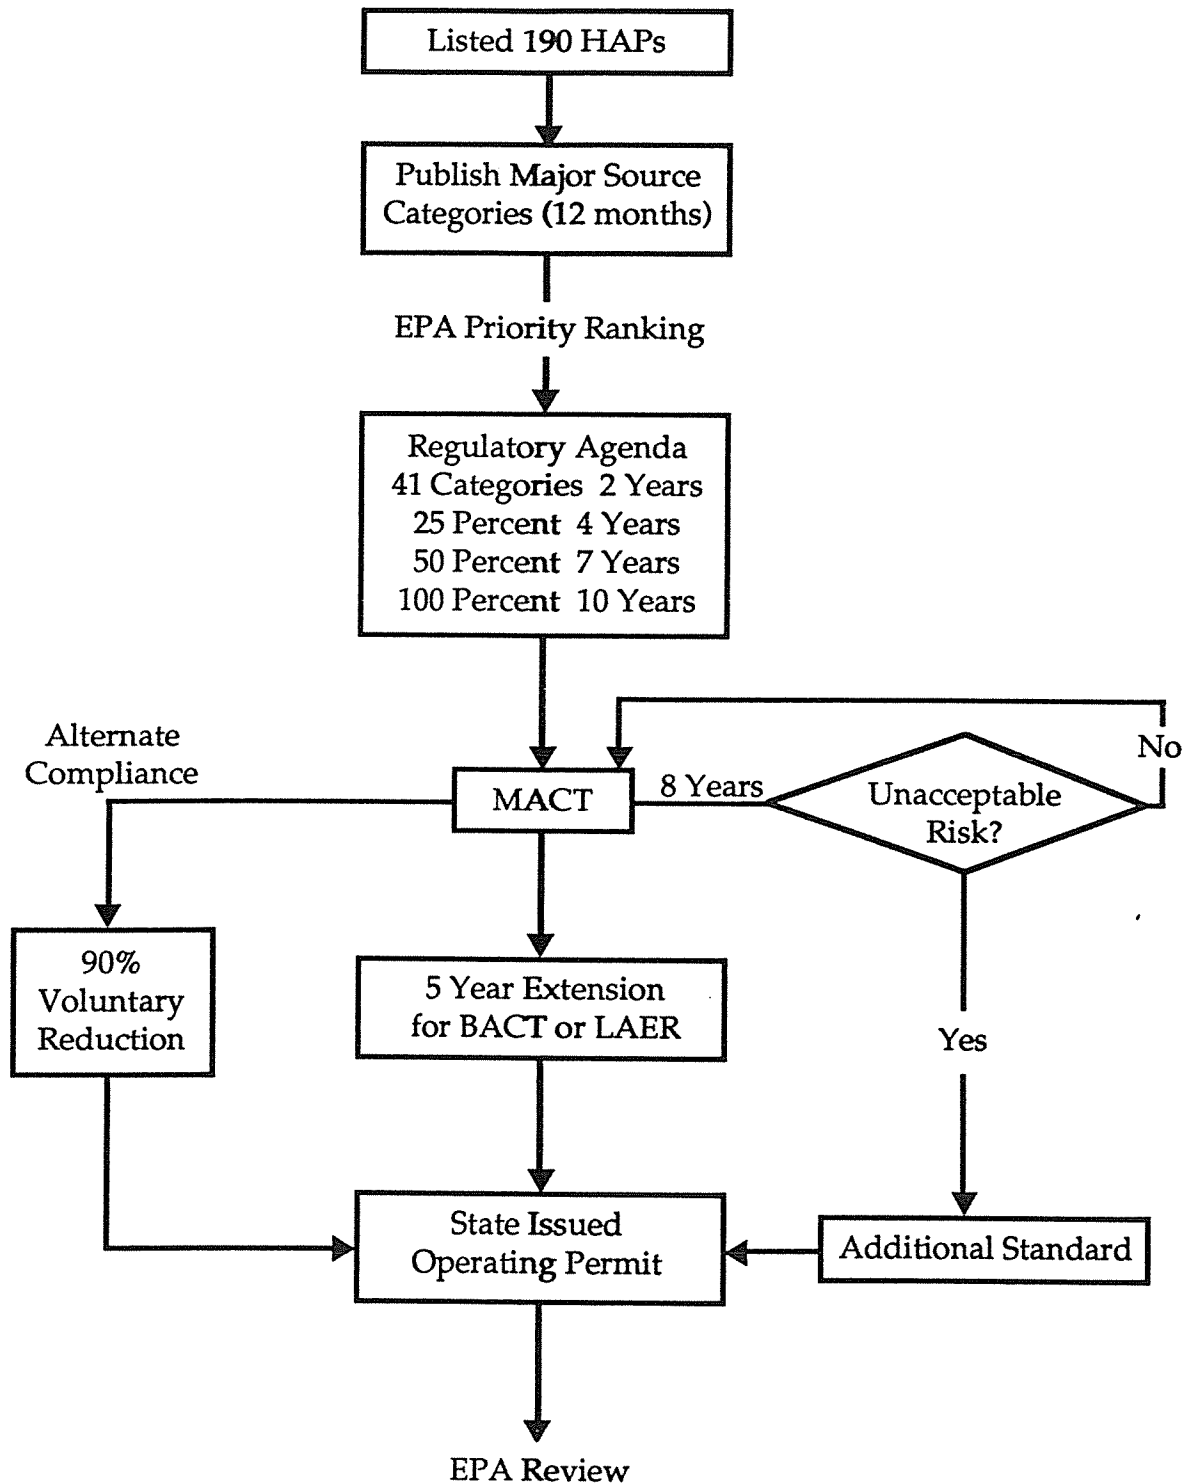 Listed 190 HAPs
Publish Major Source
Categories (12 months)
EPA Priority Ranking
Regulatory Agenda
41 Categories 2 Years
25 Percent 4 Years
50 Percent 7 Years
100 Percent 10 Years
Alternate
Compliance
MACT
8 Years
Unacceptable
Risk?
No
90%
Voluntary
Reduction
5 Year Extension
for BACT or LAER
Yes
State Issued
Operating Permit
Additional Standard
EPA Review